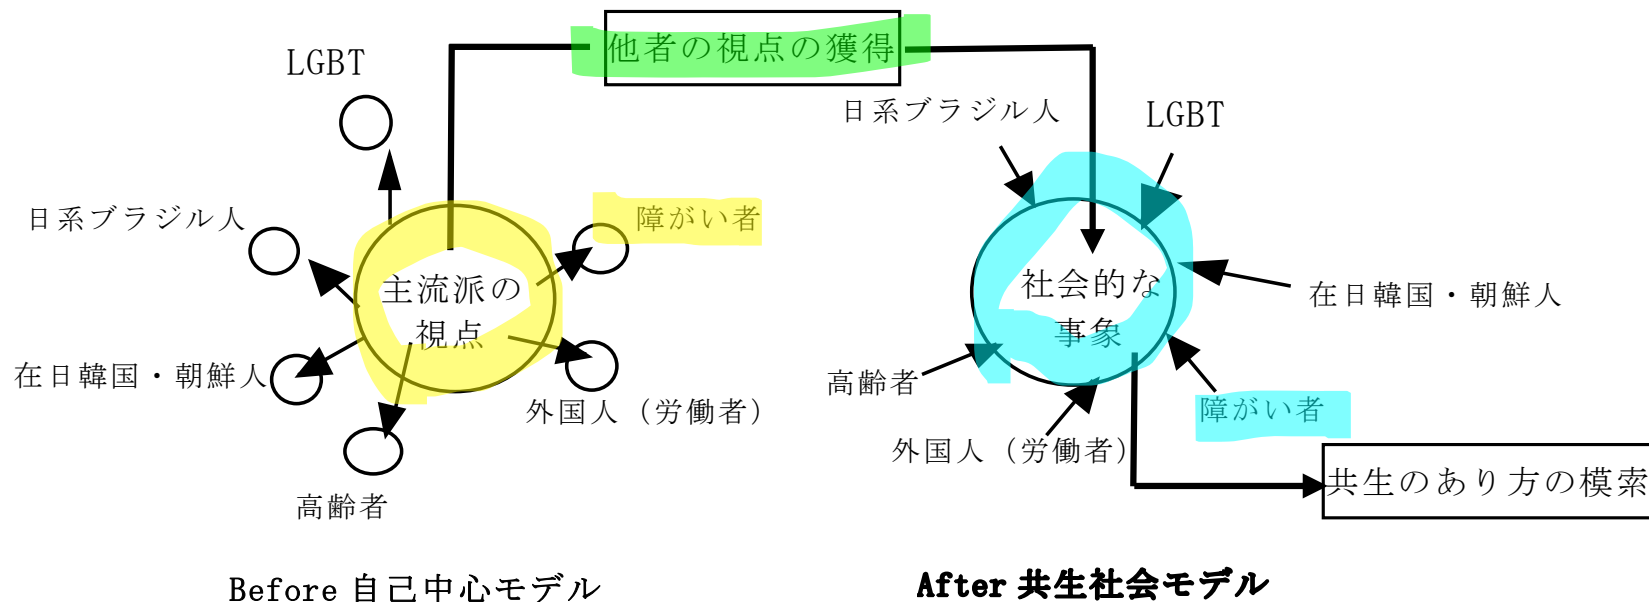 他者の視点の獲得
LGBT
日系ブラジル人
障がい者
主流派の
視点
在日韓国・朝鮮人
外国人（労働者）
高齢者
Before 自己中心モデル
日系ブラジル人
LGBT
社会的な
事象
在日韓国・朝鮮人
高齢者
障がい者
外国人（労働者）
共生のあり方の模索
After 共生社会モデル